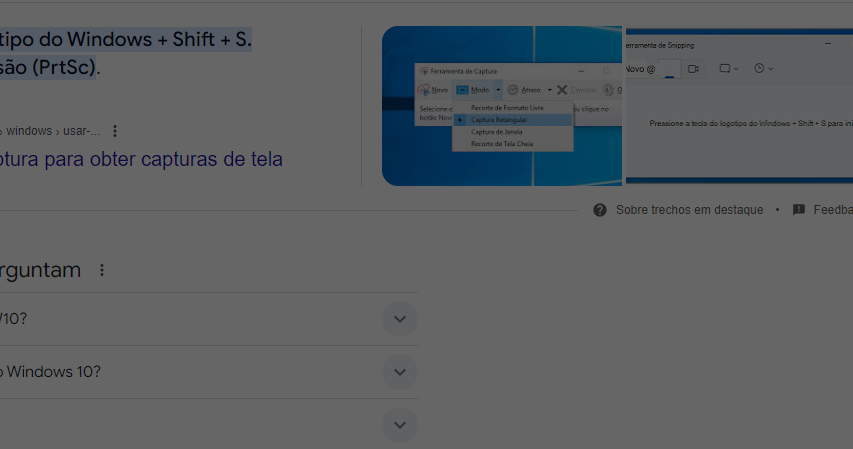 tipo do Windows + Shift + S.
são (PrtSc).
windows › usar-...
ptura para obter capturas de tela
Ferramenta de Captura
Novo Modo Atraso Cancelar
Selecione o
clique no
botão Novo
Recorte de Formato Livre
Captura Retangular
Captura de Janela
Recorte de Tela Cheia
erramenta de Snipping
Novo @
Pressione a tecla do logotipo do Windows + Shift + S para ini
Sobre trechos em destaque • Feedba
rguntam
10?
o Windows 10?